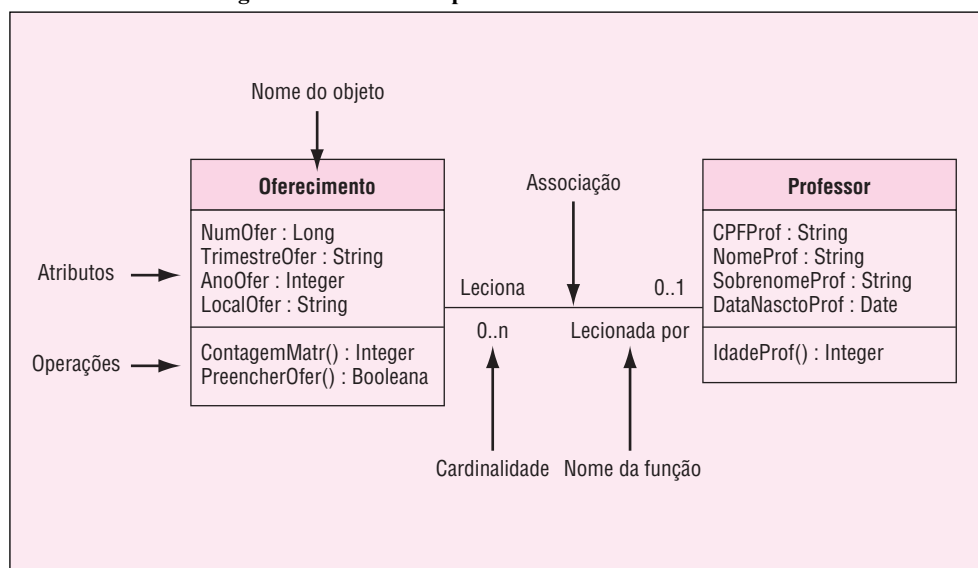 Nome do objeto
Oferecimento
Associação
Professor
NumOfer : Long
TrimestreOfer : String
AnoOfer : Integer
LocalOfer : String
CPFProf : String
NomeProf : String
SobrenomeProf : String
DataNasctoProf : Date
Atributos
Leciona
0..1
0..n
Lecionada por
Operações
ContagemMatr() : Integer
PreencherOfer() : Booleana
IdadeProf() : Integer
Cardinalidade
Nome da função